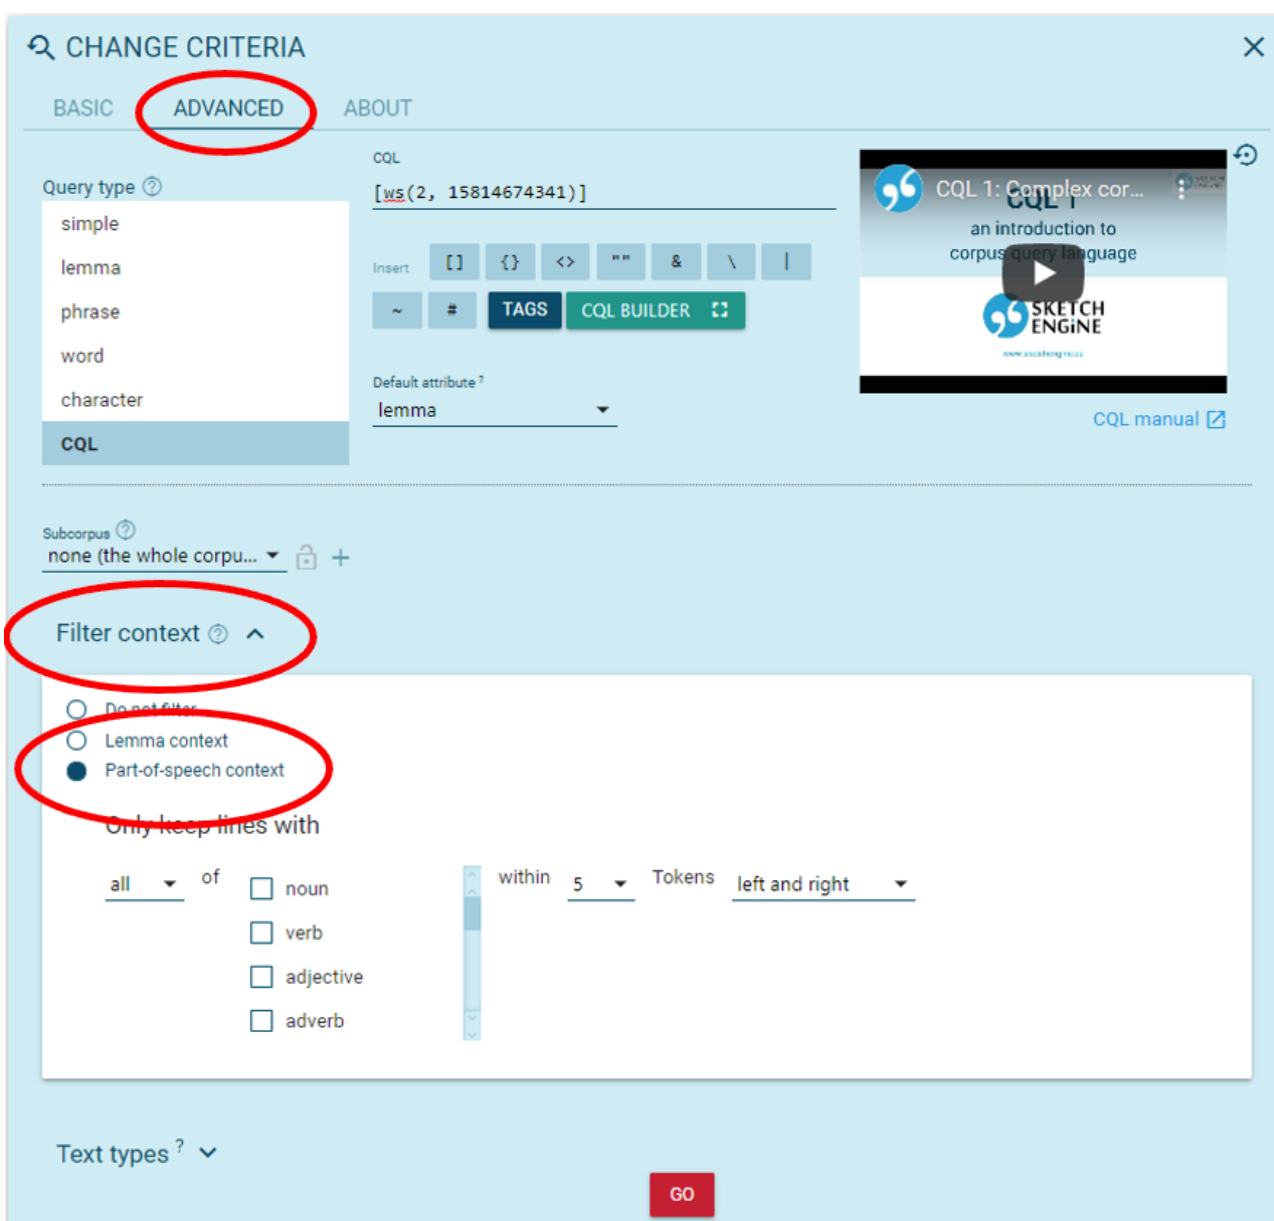 CHANGE CRITERIA
BASIC ADVANCED ABOUT
Query type ?
simple
lemma
phrase
word
character
CQL
CQL
[ws(2, 15814674341)]
Insert [] {} <> "" & \ |
~ # TAGS CQL BUILDER
Default attribute ?
lemma
CQL 1: Complex cor...
CQL 1
an introduction to
corpus query language
SKETCH
ENGINE
CQL manual
Subcorpus ?
none (the whole corpu... +
Filter context ?
Do not filter
Lemma context
Part-of-speech context
Only keep lines with
all of noun within 5 Tokens left and right
verb
adjective
adverb
Text types ?
GO